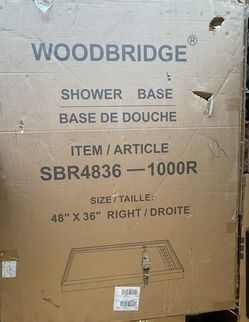 WOODBRIDGE®
SHOWER BASE
BASE DE DOUCHE
ITEM / ARTICLE
SBR4836—1000R
SIZE / TAILLE:
48" X 36" RIGHT / DROITE